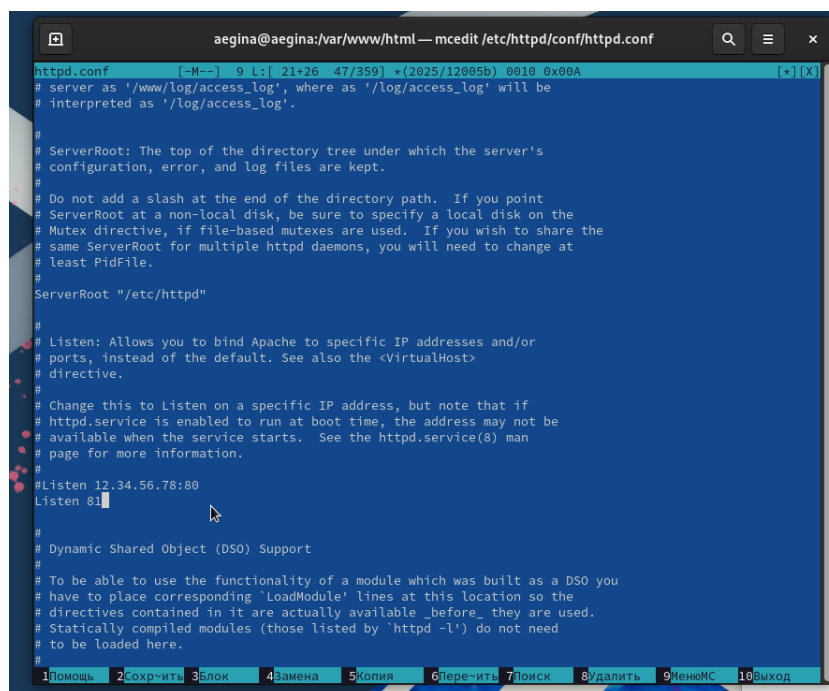 aegina@aegina:/var/www/html — mcedit /etc/httpd/conf/httpd.conf
httpd.conf [-M--] 9 L:[ 21+26 47/359] *(2025/12005b) 0010 0x00A [*][X]
# server as '/www/log/access_log', where as '/log/access_log' will be
# interpreted as '/log/access_log'.
#
# ServerRoot: The top of the directory tree under which the server's
# configuration, error, and log files are kept.
#
# Do not add a slash at the end of the directory path.  If you point
# ServerRoot at a non-local disk, be sure to specify a local disk on the
# Mutex directive, if file-based mutexes are used.  If you wish to share the
# same ServerRoot for multiple httpd daemons, you will need to change at
# least PidFile.
#
ServerRoot "/etc/httpd"
#
# Listen: Allows you to bind Apache to specific IP addresses and/or
# ports, instead of the default. See also the <VirtualHost>
# directive.
#
# Change this to Listen on a specific IP address, but note that if
# httpd.service is enabled to run at boot time, the address may not be
# available when the service starts.  See the httpd.service(8) man
# page for more information.
#
#Listen 12.34.56.78:80
Listen 81
#
# Dynamic Shared Object (DSO) Support
#
# To be able to use the functionality of a module which was built as a DSO you
# have to place corresponding `LoadModule' lines at this location so the
# directives contained in it are actually available _before_ they are used.
# Statically compiled modules (those listed by `httpd -l') do not need
# to be loaded here.
#
1Помощь 2Сохр~ить 3Блок 4Замена 5Копия 6Пере~ить 7Поиск 8Удалить 9МенюMC 10Выход